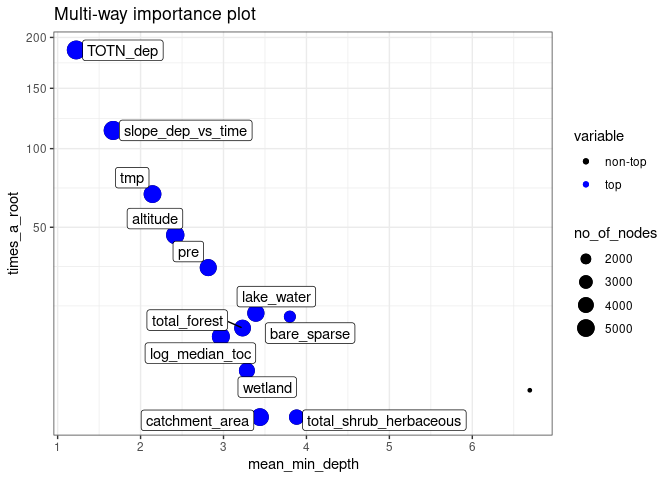 Multi-way importance plot
200
150
100
50
times_a_root
TOTN_dep
slope_dep_vs_time
tmp
altitude
pre
lake_water
total_forest
bare_sparse
log_median_toc
wetland
catchment_area
total_shrub_herbaceous
1 2 3 4 5 6
mean_min_depth
variable
non-top
top
no_of_nodes
2000
3000
4000
5000